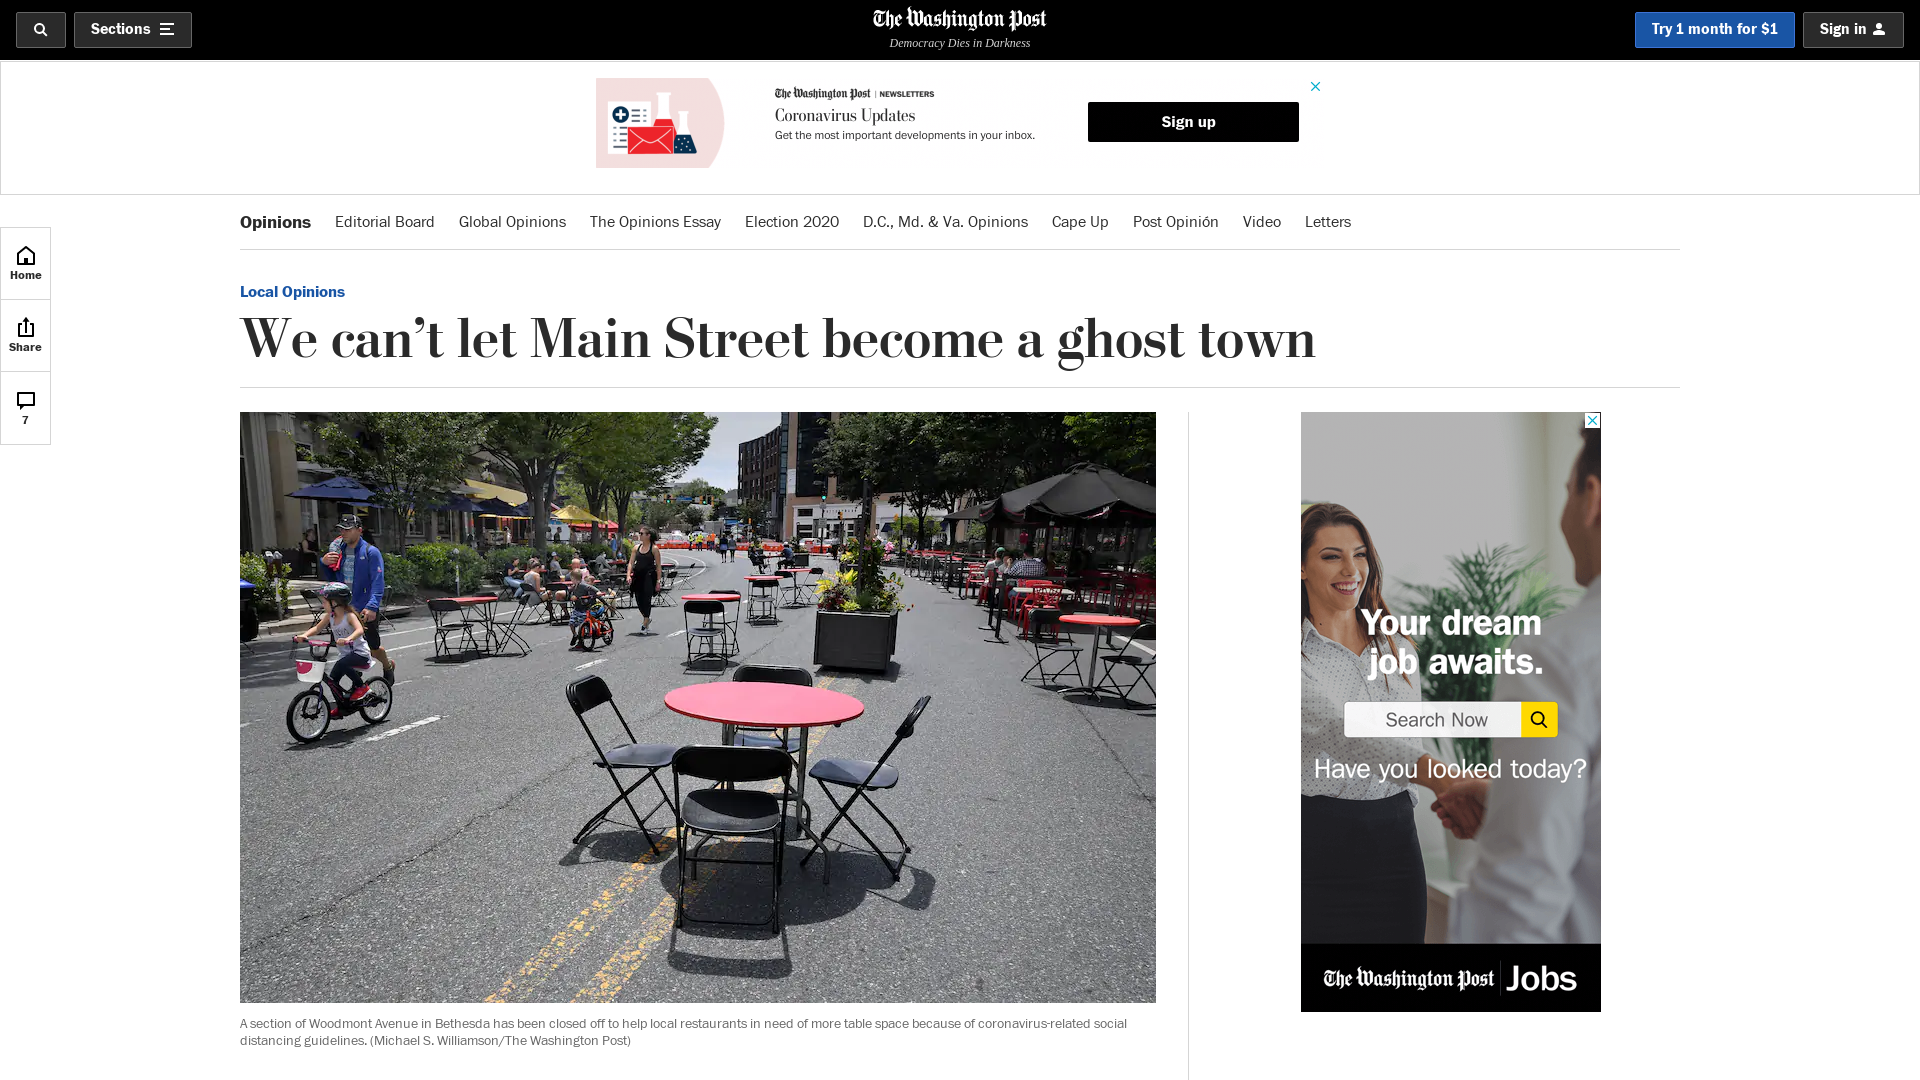 Sections
The Washington Post
Democracy Dies in Darkness
Try 1 month for $1
Sign in
The Washington Post | NEWSLETTERS
Coronavirus Updates
Get the most important developments in your inbox.
Sign up
Opinions
Editorial Board
Global Opinions
The Opinions Essay
Election 2020
D.C., Md. & Va. Opinions
Cape Up
Post Opinión
Video
Letters
Home
Share
7
Local Opinions
We can’t let Main Street become a ghost town
A section of Woodmont Avenue in Bethesda has been closed off to help local restaurants in need of more table space because of coronavirus-related social
distancing guidelines. (Michael S. Williamson/The Washington Post)
Your dream
job awaits.
Search Now
Have you looked today?
The Washington Post Jobs